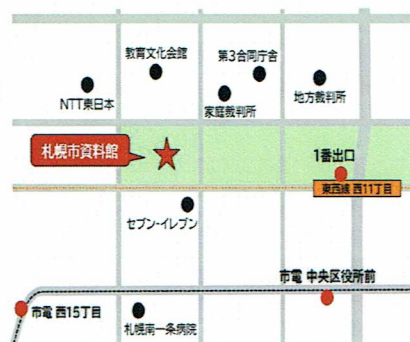 教育文化会館
第3合同庁舎
NTT東日本
家庭裁判所
地方裁判所
札幌市資料館
1番出口
東西線 西11丁目
セブン-イレブン
市電 中央区役所前
市電 西15丁目
札幌南一条病院